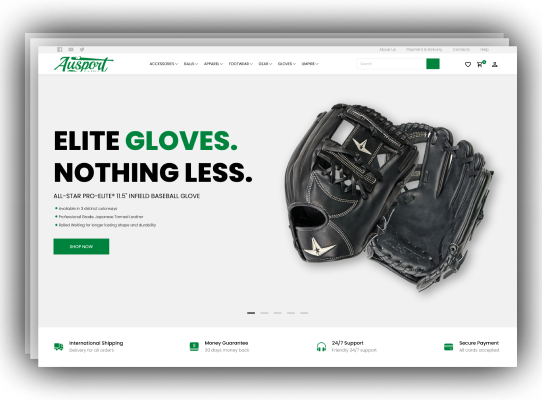 About us Payment & Delivery Contacts Help
Ausport
ACCESSORIES BALLS APPAREL FOOTWEAR GEAR GLOVES UMPIRE
Search
ELITE GLOVES.
NOTHING LESS.
ALL-STAR PRO-ELITE® 11.5" INFIELD BASEBALL GLOVE
Available in 3 distinct colorways
Professional Grade, Japanese Tanned Leather
Rolled Welting for longer lasting shape and durability
SHOP NOW
International Shipping
Delivery for all orders
Money Guarantee
30 days money back
24/7 Support
Friendly 24/7 support
Secure Payment
All cards accepted